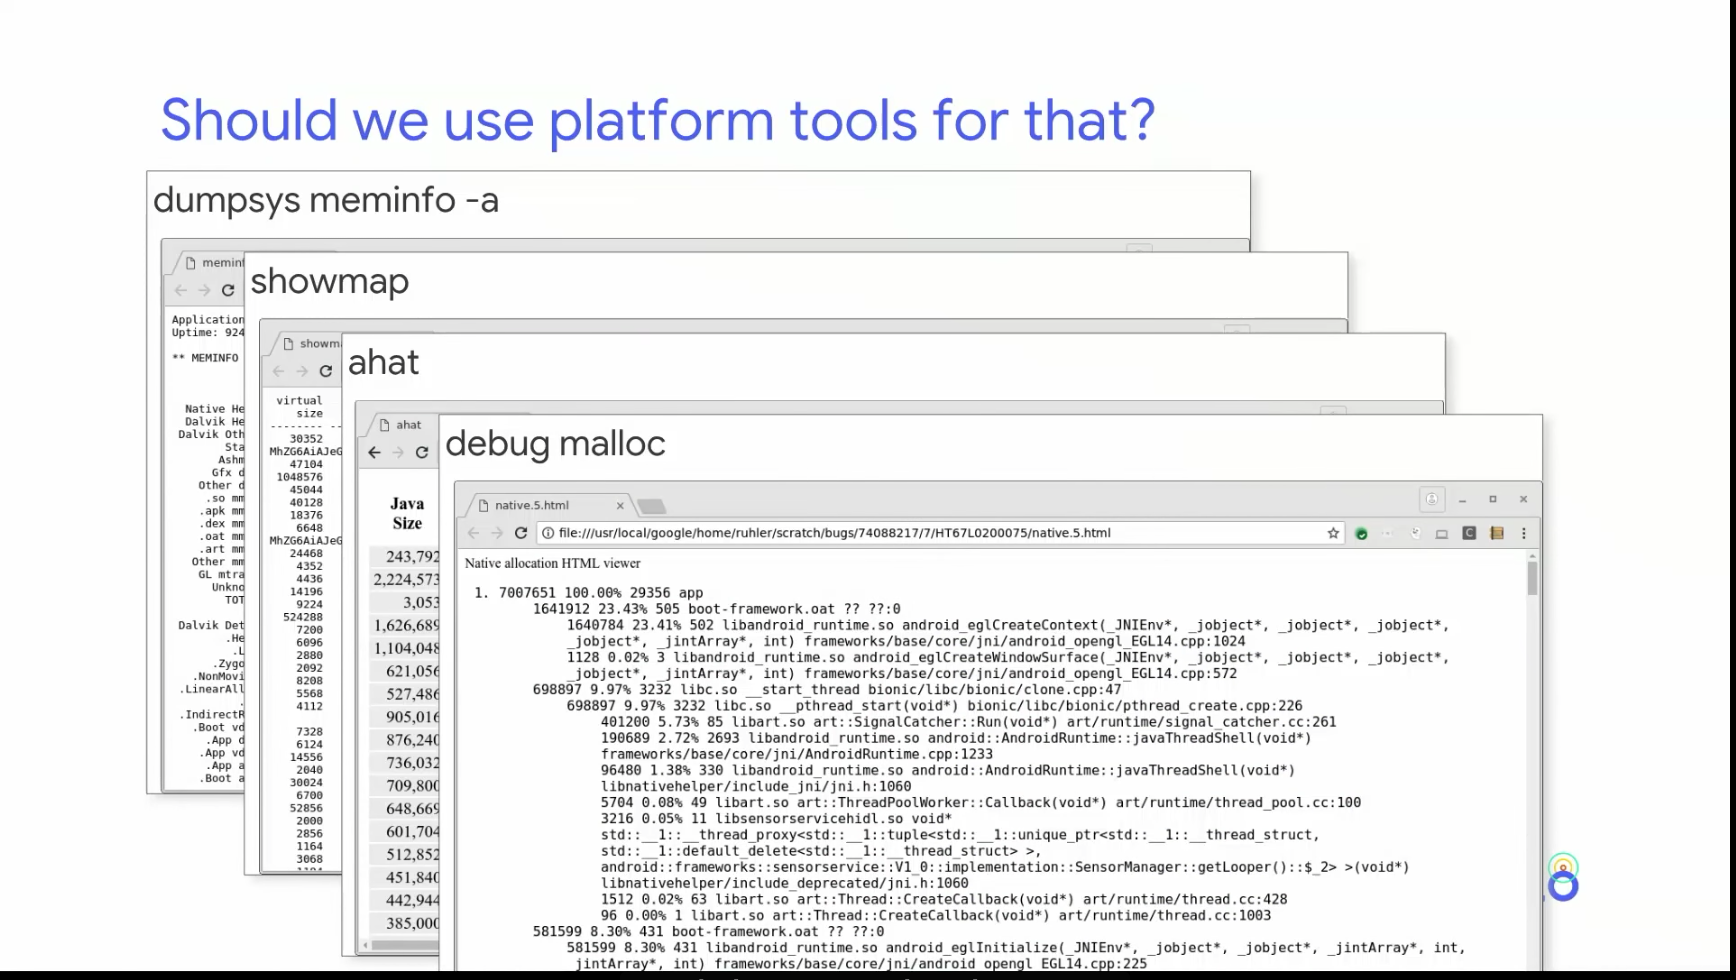 Should we use platform tools for that?
dumpsys meminfo -a
Application
Uptime: 924
** MEMINFO
Native He
Dalvik He
Dalvik Oth
Sta
Ashm
Gfx d
Other d
.so mm
.apk mm
.dex mm
.oat mm
.art mm
Other mm
GL mtra
Unkno
TOT
Dalvik Det
.He
.L
.Zygo
.NonMovi
.LinearAll
.IndirectR
.Boot vd
.App d
.App vd
.App a
.Boot a
showmap
virtual
size
-------- --
30352
MhZG6AiAJeG
47104
1048576
45044
40128
18376
6648
MhZG6AiAJeG
24468
4352
4436
14196
9224
524288
7200
6096
2880
2092
8208
5568
4112
7328
6124
14556
2040
30024
6700
52856
2000
2856
1164
3068
ahat
ahat
Java
Size
243,792
2,224,573
3,053
1,626,689
1,104,048
621,056
527,486
905,016
876,240
736,032
709,800
648,669
601,704
512,852
451,840
442,944
385,000
debug malloc
native.5.html
file:///usr/local/google/home/ruhler/scratch/bugs/74088217/7/HT67L0200075/native.5.html
Native allocation HTML viewer
1. 7007651 100.00% 29356 app
1641912 23.43% 505 boot-framework.oat ?? ??:0
1640784 23.41% 502 libandroid_runtime.so android_eglCreateContext(_JNIEnv*, _jobject*, _jobject*, _jobject*,
_jobject*, _jintArray*, int) frameworks/base/core/jni/android_opengl_EGL14.cpp:1024
1128 0.02% 3 libandroid_runtime.so android_eglCreateWindowSurface(_JNIEnv*, _jobject*, _jobject*, _jobject*,
_jobject*, _jintArray*, int) frameworks/base/core/jni/android_opengl_EGL14.cpp:572
698897 9.97% 3232 libc.so __start_thread bionic/libc/bionic/clone.cpp:47
698897 9.97% 3232 libc.so __pthread_start(void*) bionic/libc/bionic/pthread_create.cpp:226
401200 5.73% 85 libart.so art::SignalCatcher::Run(void*) art/runtime/signal_catcher.cc:261
190689 2.72% 2693 libandroid_runtime.so android::AndroidRuntime::javaThreadShell(void*)
frameworks/base/core/jni/AndroidRuntime.cpp:1233
96480 1.38% 330 libandroid_runtime.so android::AndroidRuntime::javaThreadShell(void*)
libnativehelper/include_jni/jni.h:1060
5704 0.08% 49 libart.so art::ThreadPoolWorker::Callback(void*) art/runtime/thread_pool.cc:100
3216 0.05% 11 libsensorservicehidl.so void*
std::__1::__thread_proxy<std::__1::tuple<std::__1::unique_ptr<std::__1::__thread_struct,
std::__1::default_delete<std::__1::__thread_struct> >,
android::frameworks::sensorservice::V1_0::implementation::SensorManager::getLooper()::$_2> >(void*)
libnativehelper/include_deprecated/jni.h:1060
1512 0.02% 63 libart.so art::Thread::CreateCallback(void*) art/runtime/thread.cc:428
96 0.00% 1 libart.so art::Thread::CreateCallback(void*) art/runtime/thread.cc:1003
581599 8.30% 431 boot-framework.oat ?? ??:0
581599 8.30% 431 libandroid_runtime.so android_eglInitialize(_JNIEnv*, _jobject*, _jobject*, _jintArray*, int,
jintArray*, int) frameworks/base/core/jni/android_opengl_EGL14.cpp:225